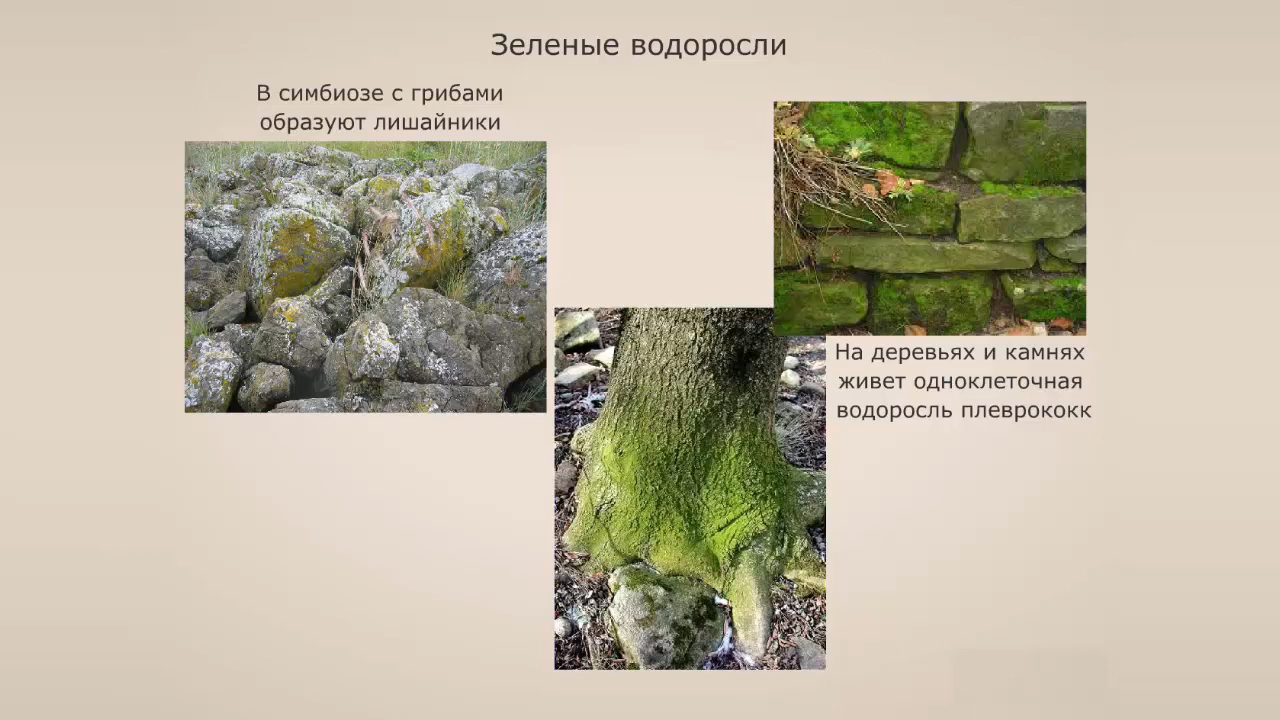 Зеленые водоросли
В симбиозе с грибами
образуют лишайники
На деревьях и камнях
живет одноклеточная
водоросль плеврококк